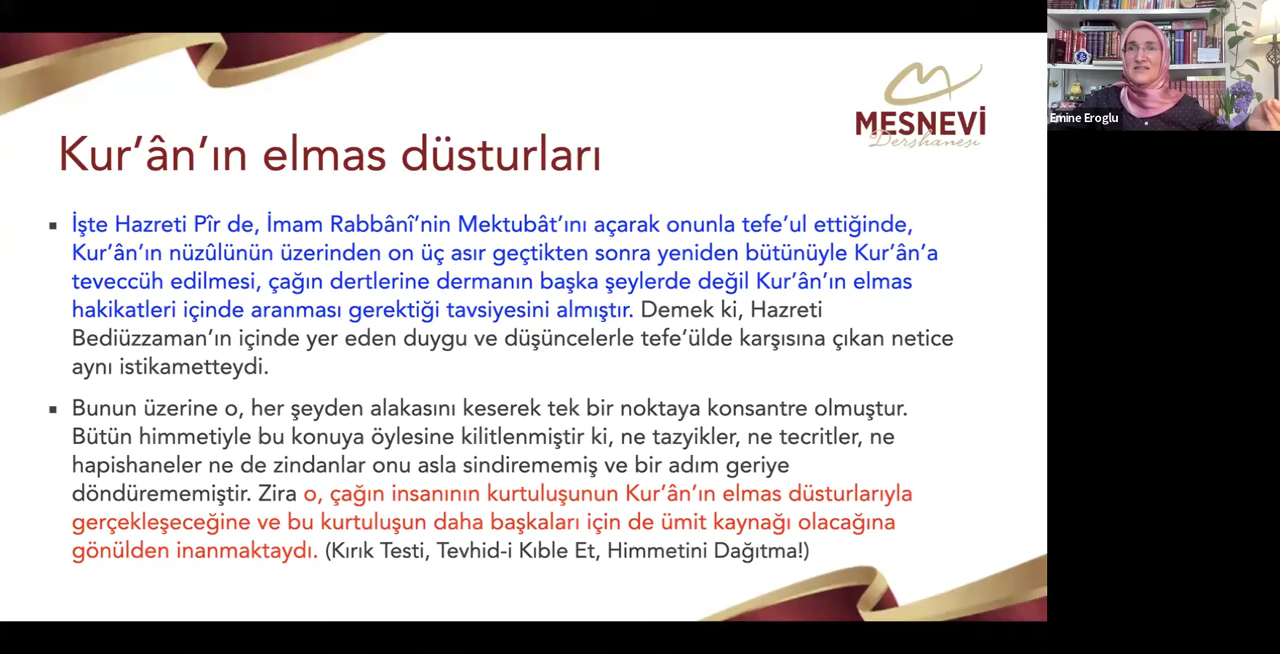 Emine Eroglu
MESNEVİ
Dershanesi
Kur’ân’ın elmas düsturları
▪ İşte Hazreti Pîr de, İmam Rabbânî’nin Mektubât’ını açarak onunla tefe’ul ettiğinde,
Kur’ân’ın nüzûlünün üzerinden on üç asır geçtikten sonra yeniden bütünüyle Kur’ân’a
teveccüh edilmesi, çağın dertlerine dermanın başka şeylerde değil Kur’ân’ın elmas
hakikatleri içinde aranması gerektiği tavsiyesini almıştır. Demek ki, Hazreti
Bediüzzaman’ın içinde yer eden duygu ve düşüncelerle tefe’ülde karşısına çıkan netice
aynı istikametteydi.
▪ Bunun üzerine o, her şeyden alakasını keserek tek bir noktaya konsantre olmuştur.
Bütün himmetiyle bu konuya öylesine kilitlenmiştir ki, ne tazyikler, ne tecritler, ne
hapishaneler ne de zindanlar onu asla sindirememiş ve bir adım geriye
döndürememiştir. Zira o, çağın insanının kurtuluşunun Kur’ân’ın elmas düsturlarıyla
gerçekleşeceğine ve bu kurtuluşun daha başkaları için de ümit kaynağı olacağına
gönülden inanmaktaydı. (Kırık Testi, Tevhid-i Kıble Et, Himmetini Dağıtma!)